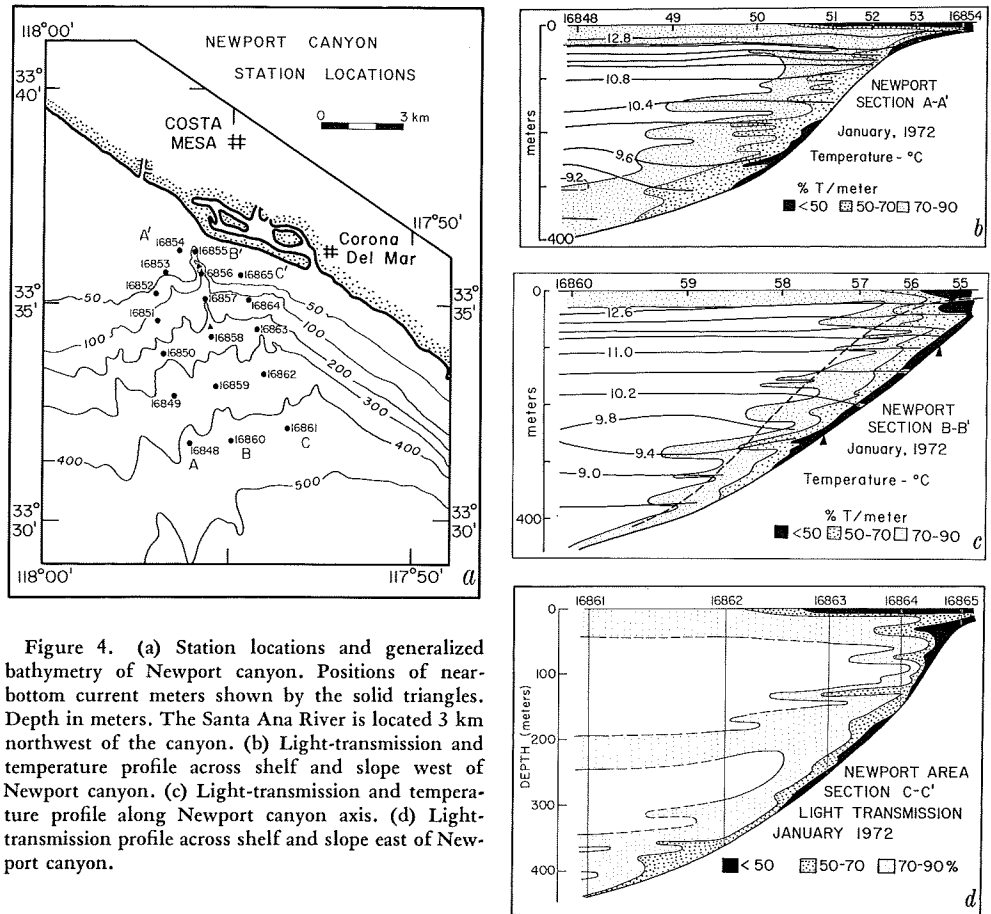 NEWPORT CANYON
STATION LOCATIONS
118°00'
33°
40'
0 3 km
COSTA
MESA
117°50'
Corona
Del Mar
A'
16854
16855
B'
16853
16856
16865
C'
16852
16857
16864
50
50
33°
35'
16851
16863
100
100
16858
16850
200
16862
16859
300
16849
16861
C
400
16860
B
16848
A
400
500
33°
30'
33°
30'
118°00'
117°50'
a
16848 49 50 51 52 53 16854
0
12.8
10.8
10.4
9.6
9.2
400
meters
NEWPORT
SECTION A-A'
January, 1972
Temperature - °C
% T/meter
<50 50-70 70-90
b
16860 59 58 57 56 55
0
12.6
11.0
10.2
9.8
9.4
9.0
400
meters
NEWPORT
SECTION B-B'
January, 1972
Temperature - °C
% T/meter
<50 50-70 70-90
c
16861 16862 16863 16864 16865
0
100
200
300
400
DEPTH (meters)
NEWPORT AREA
SECTION C-C'
LIGHT TRANSMISSION
JANUARY 1972
<50 50-70 70-90%
d
Figure 4. (a) Station locations and generalized
bathymetry of Newport canyon. Positions of near-
bottom current meters shown by the solid triangles.
Depth in meters. The Santa Ana River is located 3 km
northwest of the canyon. (b) Light-transmission and
temperature profile across shelf and slope west of
Newport canyon. (c) Light-transmission and tempera-
ture profile along Newport canyon axis. (d) Light-
transmission profile across shelf and slope east of New-
port canyon.